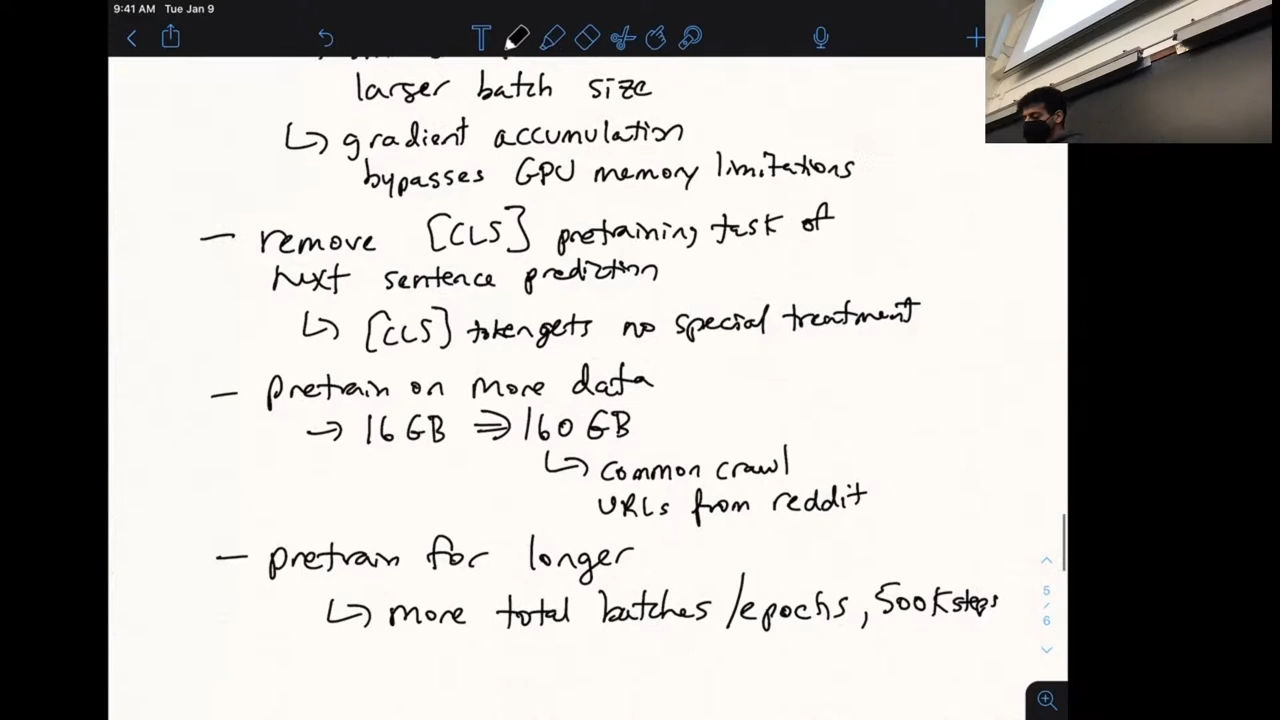 9:41 AM Tue Jan 9
larger batch size
↳ gradient accumulation
bypasses GPU memory limitations
- remove [CLS] pretraining task of
next sentence prediction
↳ [CLS] token gets no special treatment
- pretrain on more data
→ 16 GB ⇒ 160 GB
↳ common crawl
URLs from reddit
- pretrain for longer
↳ more total batches/epochs, 500K steps
5
/
6